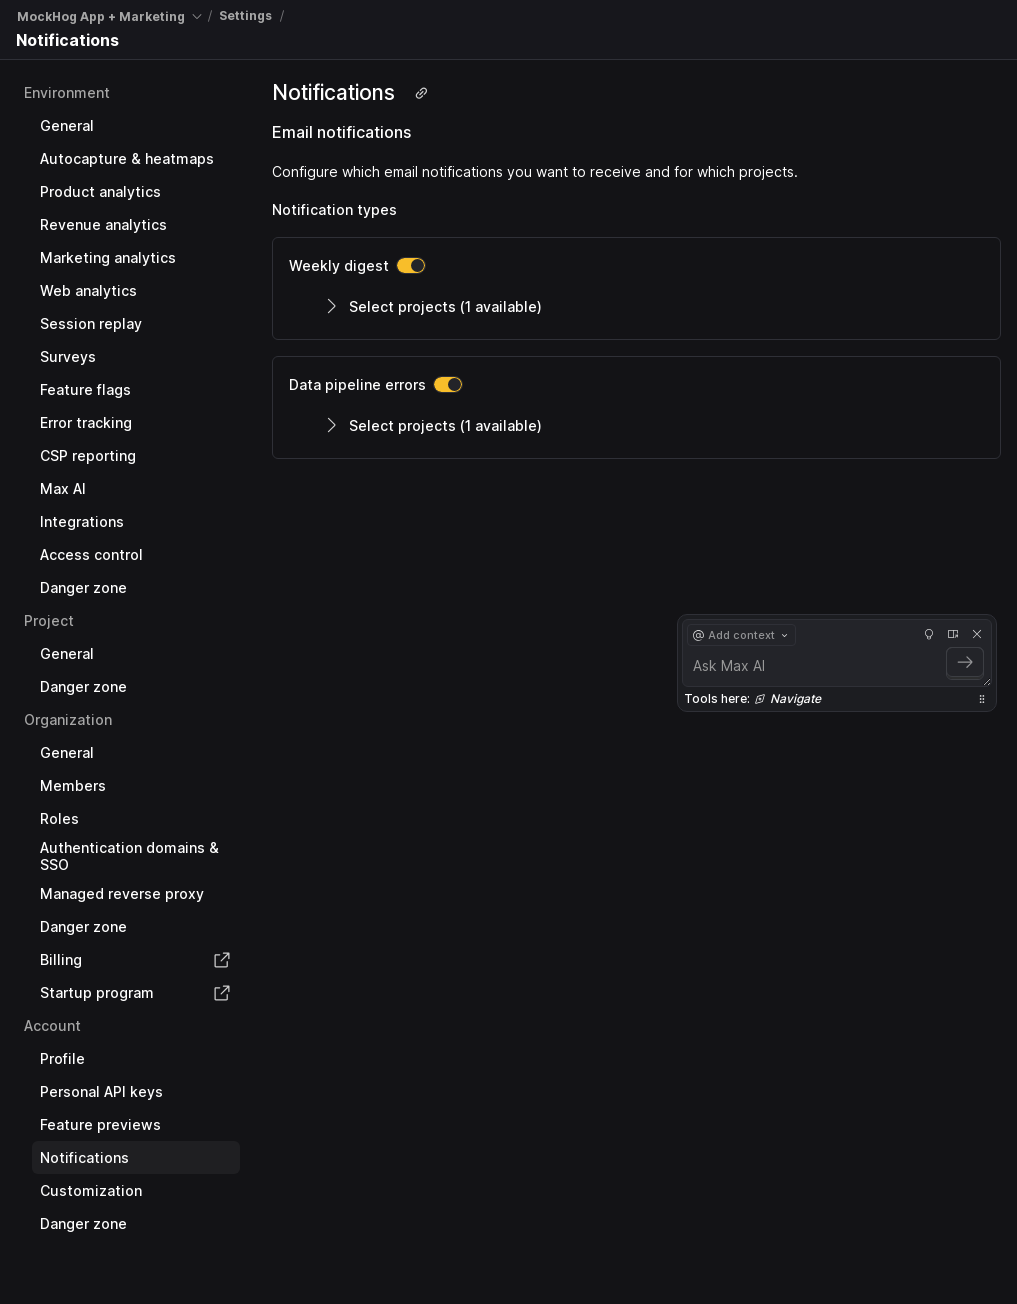 MockHog App + Marketing / Settings /
Notifications
Environment
General
Autocapture & heatmaps
Product analytics
Revenue analytics
Marketing analytics
Web analytics
Session replay
Surveys
Feature flags
Error tracking
CSP reporting
Max AI
Integrations
Access control
Danger zone
Project
General
Danger zone
Organization
General
Members
Roles
Authentication domains &
SSO
Managed reverse proxy
Danger zone
Billing
Startup program
Account
Profile
Personal API keys
Feature previews
Notifications
Customization
Danger zone
Notifications
Email notifications
Configure which email notifications you want to receive and for which projects.
Notification types
Weekly digest
Select projects (1 available)
Data pipeline errors
Select projects (1 available)
@ Add context
Ask Max AI
Tools here: Navigate